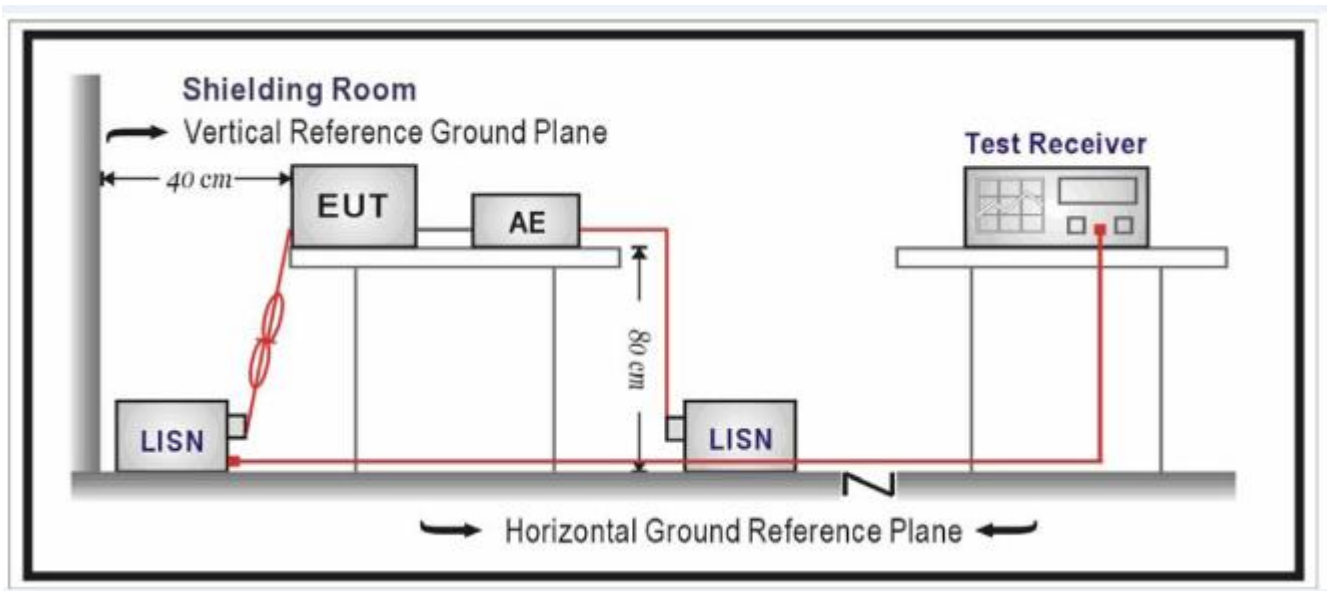 Shielding Room
Vertical Reference Ground Plane
Test Receiver
40 cm
EUT
AE
80 cm
LISN
LISN
Horizontal Ground Reference Plane